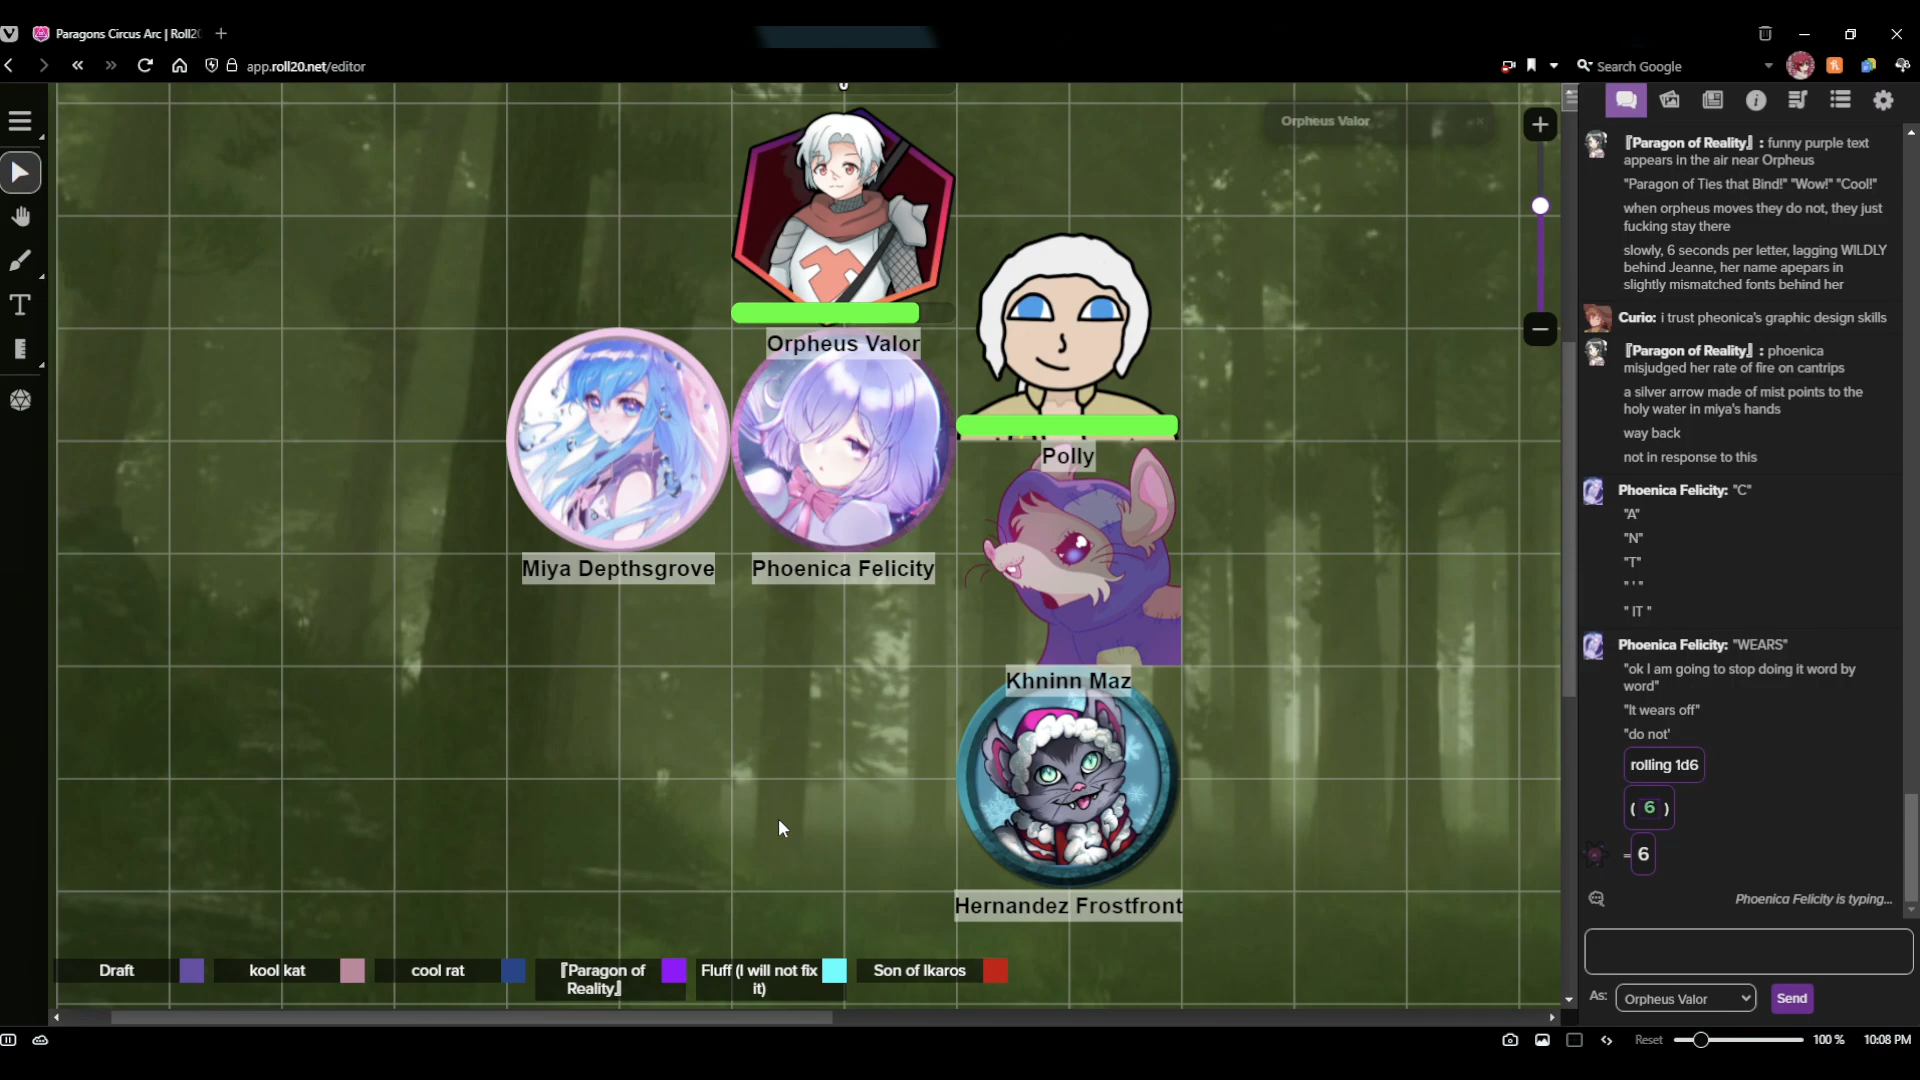 Paragons Circus Arc | Roll20
app.roll20.net/editor
Search Google
Orpheus Valor
Orpheus Valor
Polly
Miya Depthsgrove
Phoenica Felicity
Khninn Maz
Hernandez Frostfront
Draft
kool kat
cool rat
『Paragon of
Reality』
Fluff (I will not fix
it)
Son of Ikaros
『Paragon of Reality』 : funny purple text
appears in the air near Orpheus
"Paragon of Ties that Bind!" "Wow!" "Cool!"
when orpheus moves they do not, they just
fucking stay there
slowly, 6 seconds per letter, lagging WILDLY
behind Jeanne, her name apepars in
slightly mismatched fonts behind her
Curio: i trust pheonica's graphic design skills
『Paragon of Reality』 : phoenica
misjudged her rate of fire on cantrips
a silver arrow made of mist points to the
holy water in miya's hands
way back
not in response to this
Phoenica Felicity: "C"
"A"
"N"
"T"
" ' "
" IT "
Phoenica Felicity: "WEARS"
"ok I am going to stop doing it word by
word"
"It wears off"
"do not'
rolling 1d6
( 6 )
=6
Phoenica Felicity is typing...
As:
Orpheus Valor
Send
Reset
100 %
10:08 PM